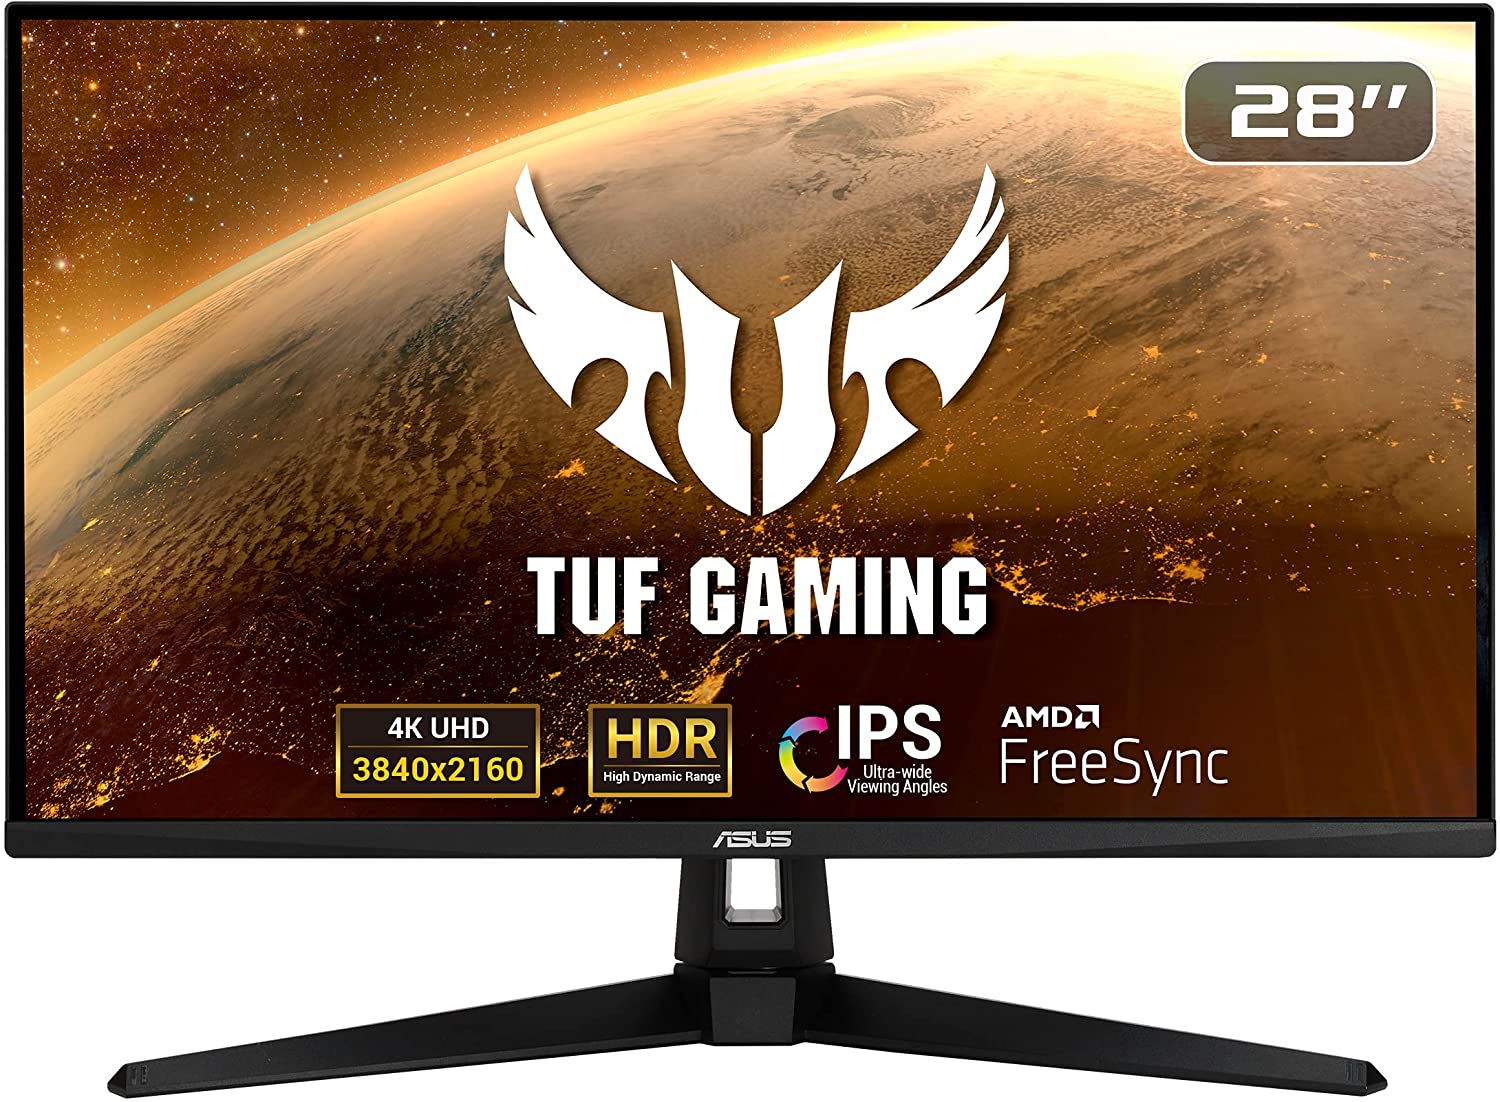 28”
TUF GAMING
4K UHD
3840x2160
HDR
High Dynamic Range
IPS
Ultra-wide
Viewing Angles
AMD
FreeSync
ASUS